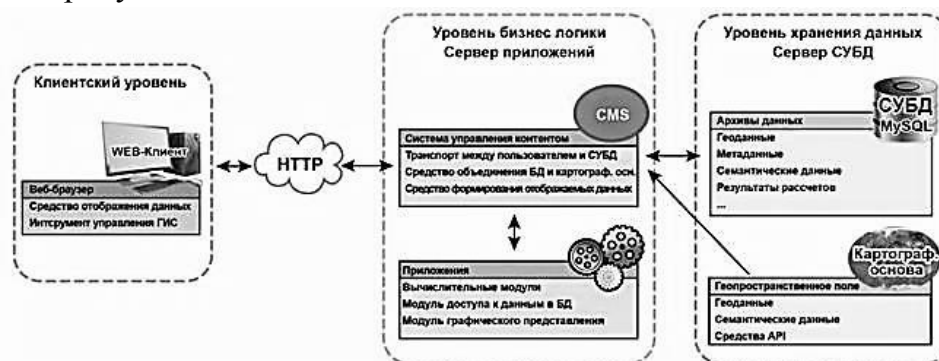 Клиентский уровень
WEB-Клиент
Веб-браузер
Средство отображения данных
Интсрумент управления ГИС
HTTP
Уровень бизнес логики
Сервер приложений
CMS
Система управления контентом
Транспорт между пользователем и СУБД
Средство объединения БД и картограф. осн.
Средство формирования отображаемых данных
Приложения
Вычислительные модули
Модуль доступа к данным в БД
Модуль графического представления
Уровень хранения данных
Сервер СУБД
СУБД
MySQL
Архивы данных
Геоданные
Метаданные
Семантические данные
Результаты рассчетов
...
Картограф.
основа
Геопространственное поле
Геоданные
Семантические данные
Средства API